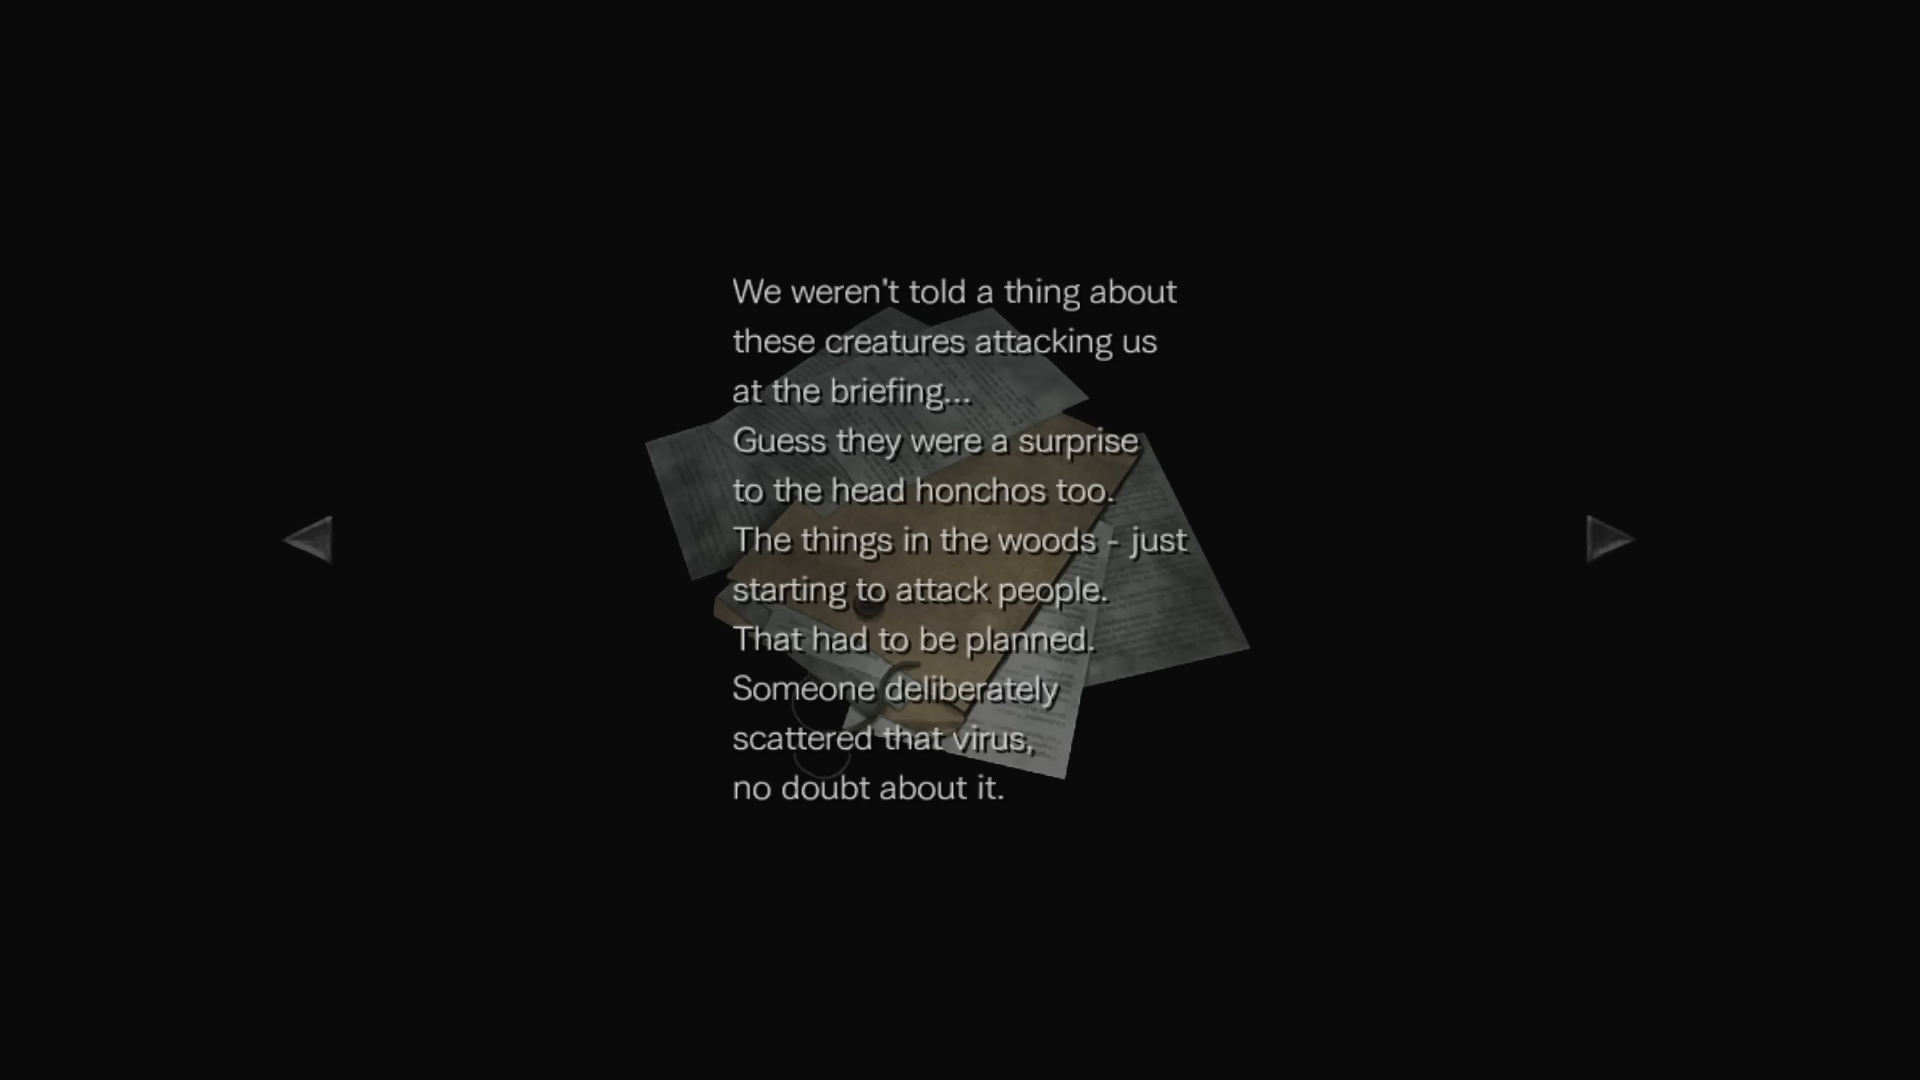 We weren't told a thing about
these creatures attacking us
at the briefing...
Guess they were a surprise
to the head honchos too.
The things in the woods - just
starting to attack people.
That had to be planned.
Someone deliberately
scattered that virus,
no doubt about it.